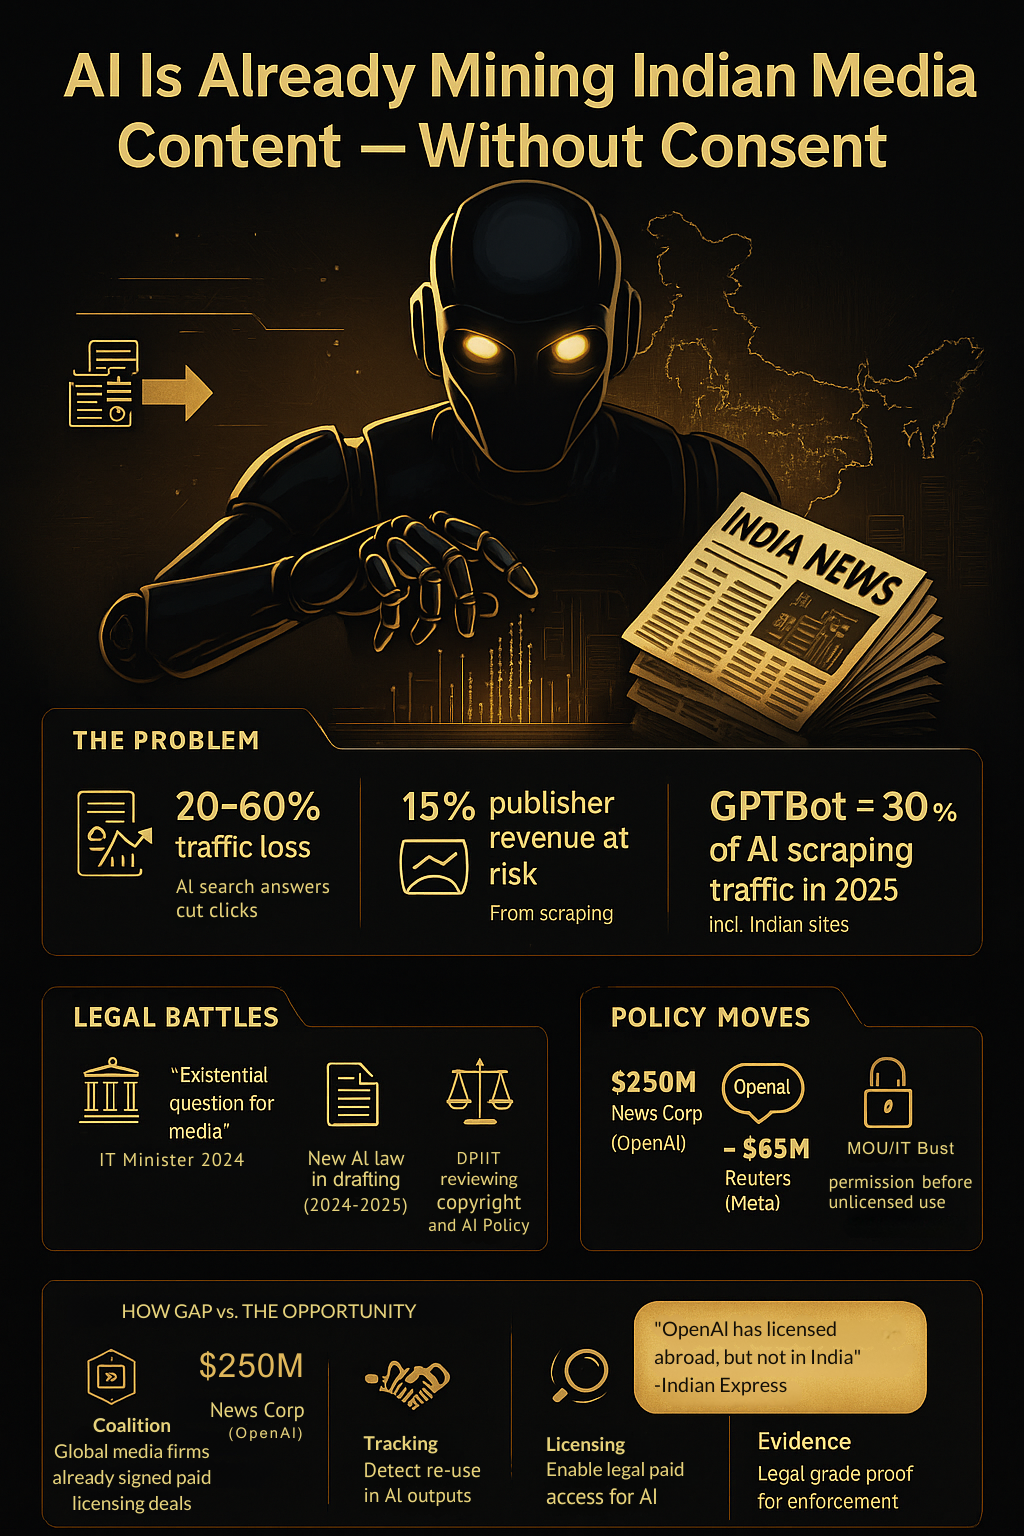 AI Is Already Mining Indian Media
Content — Without Consent
INDIA NEWS
THE PROBLEM
20–60%
traffic loss
AI search answers
cut clicks
15% publisher
revenue at
risk
From scraping
GPTBot = 30%
of AI scraping
traffic in 2025
incl. Indian sites
LEGAL BATTLES
"Existential
question for
media"
IT Minister 2024
New AI law
in drafting
(2024-2025)
DPIIT
reviewing
copyright
and AI Policy
POLICY MOVES
$250M
News Corp
(OpenAI)
Openal
– $65M
Reuters
(Meta)
MOU/IT Bust
permission before
unlicensed use
HOW GAP vs. THE OPPORTUNITY
Coalition
Global media firms
already signed paid
licensing deals
$250M
News Corp
(OpenAI)
Tracking
Detect re-use
in AI outputs
Licensing
Enable legal paid
access for AI
"OpenAI has licensed
abroad, but not in India"
-Indian Express
Evidence
Legal grade proof
for enforcement